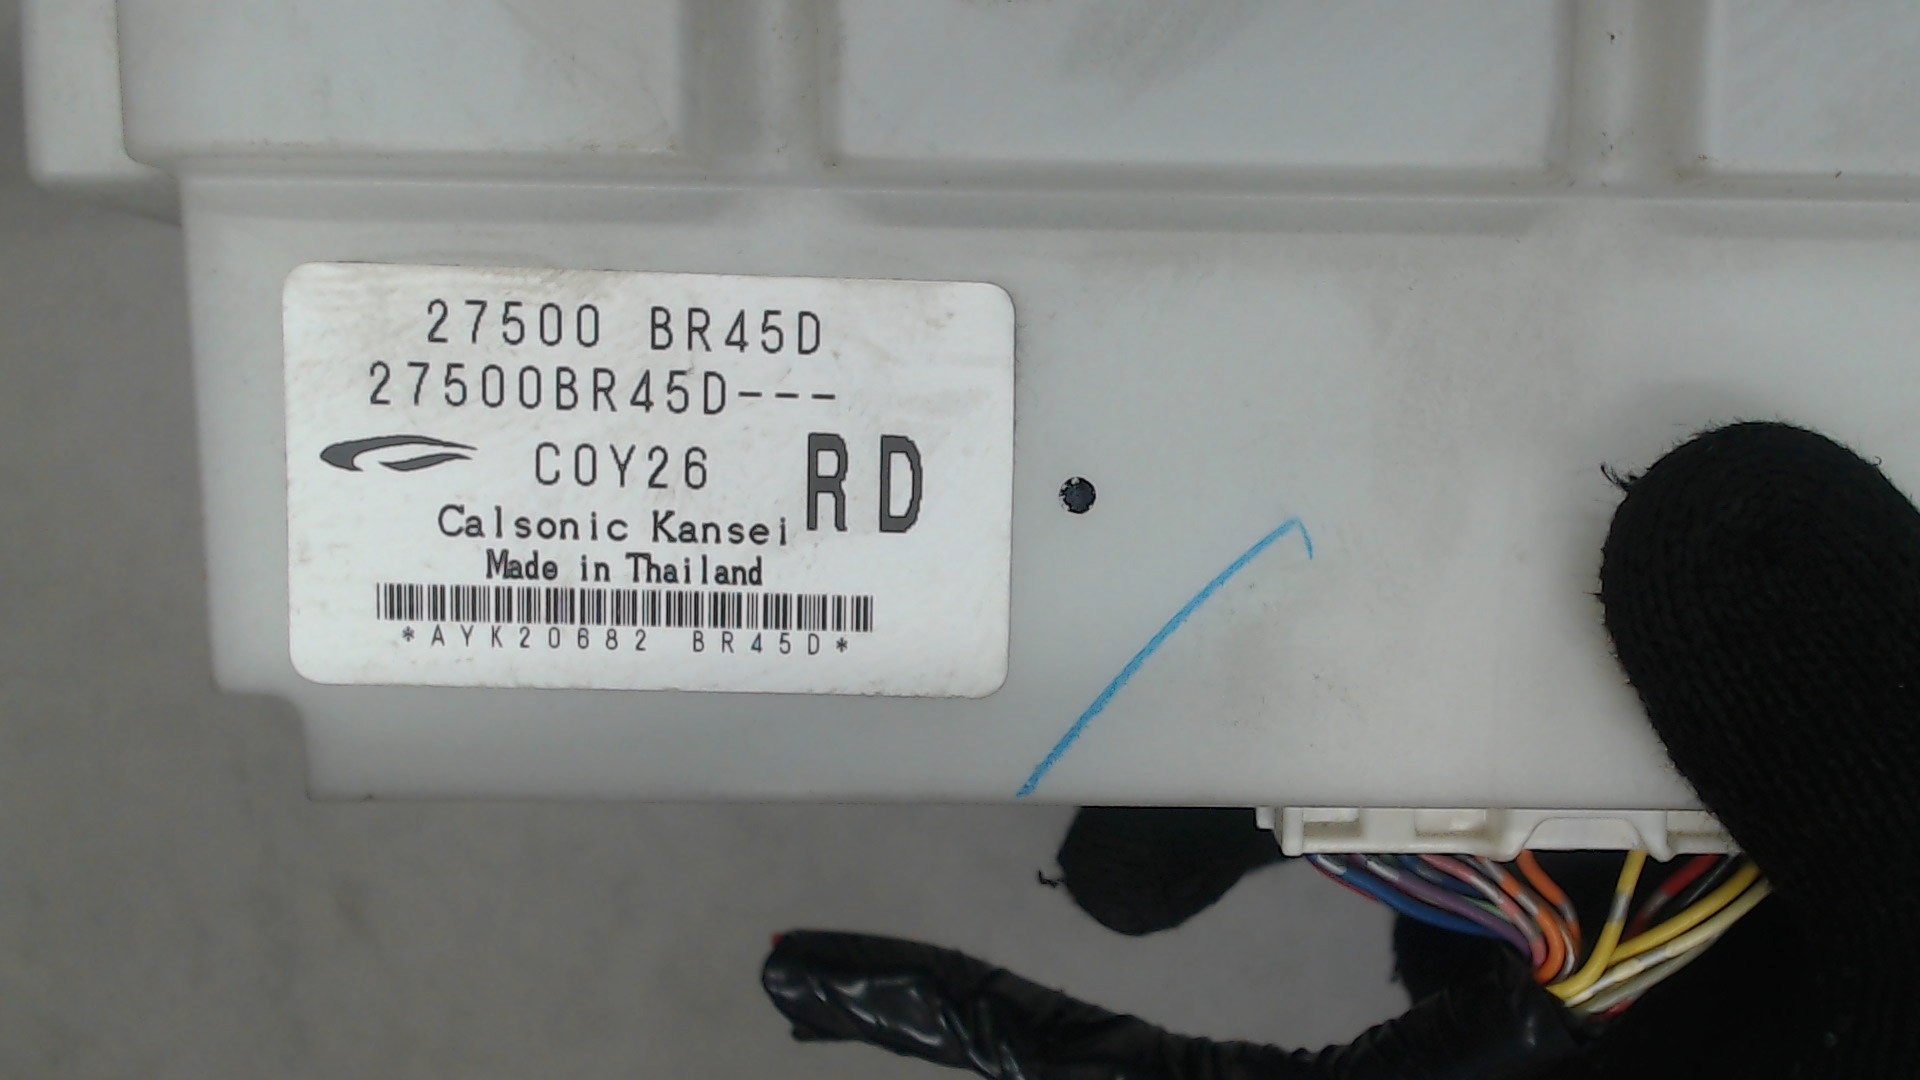 27500 BR45D
27500BR45D---
C0Y26 RD
Calsonic Kansei
Made in Thailand
*AYK20682 BR45D*